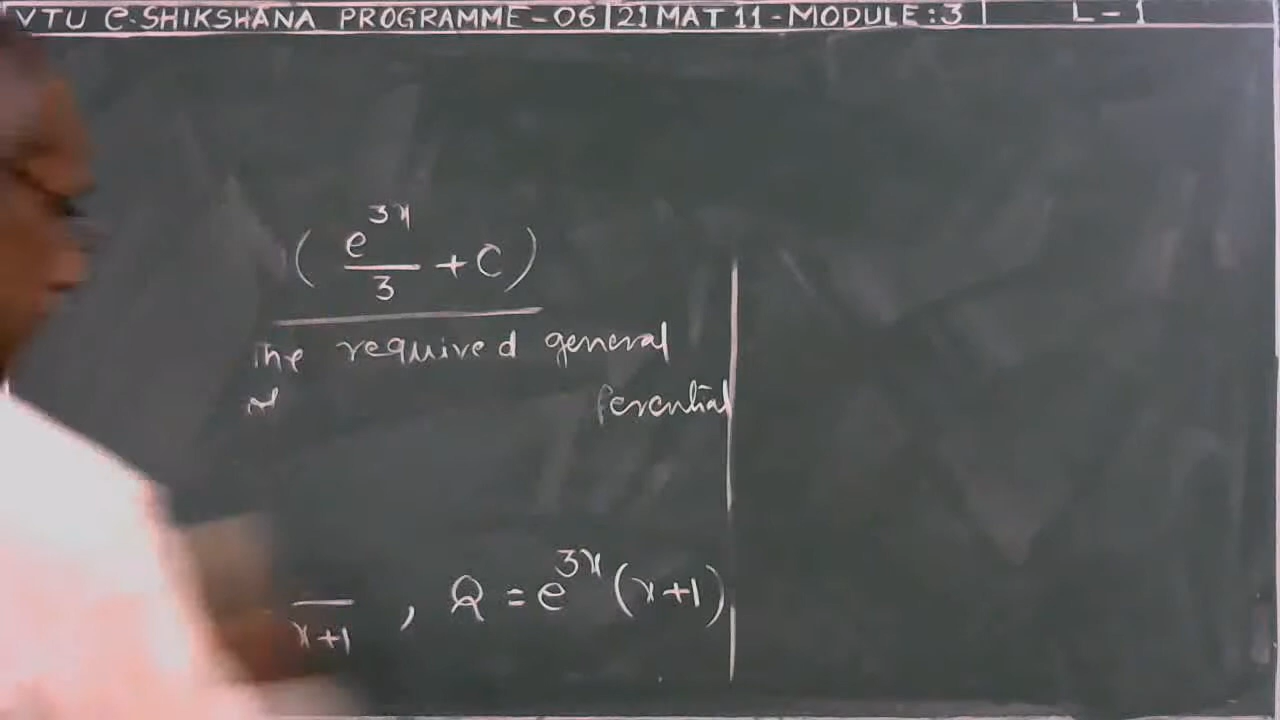 VTU e-SHIKSHANA PROGRAMME-06 | 21MAT11-MODULE:3 | L-1
( e^{3x}/3 + C )
The required general
ferential
x+1 , Q = e^{3x} (x+1)